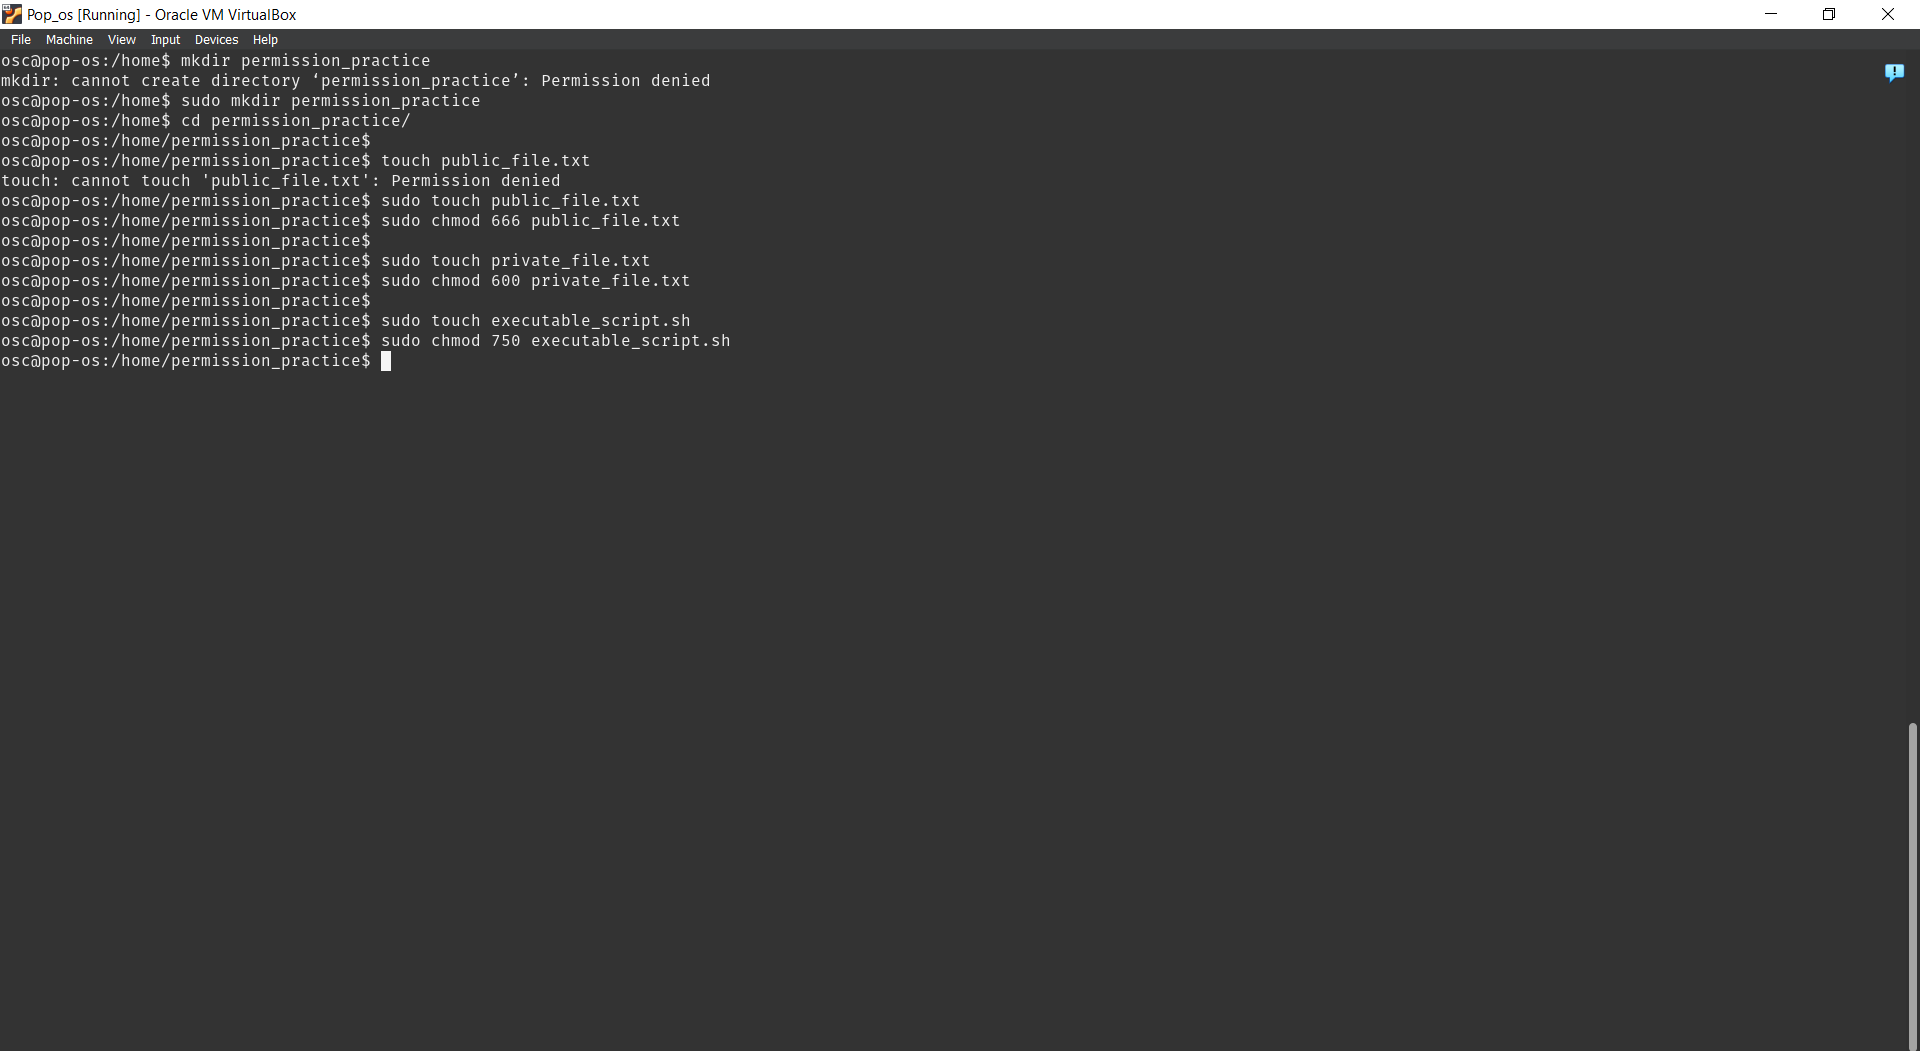 Pop_os [Running] - Oracle VM VirtualBox
File Machine View Input Devices Help
osc@pop-os:/home$ mkdir permission_practice
mkdir: cannot create directory ‘permission_practice’: Permission denied
osc@pop-os:/home$ sudo mkdir permission_practice
osc@pop-os:/home$ cd permission_practice/
osc@pop-os:/home/permission_practice$
osc@pop-os:/home/permission_practice$ touch public_file.txt
touch: cannot touch 'public_file.txt': Permission denied
osc@pop-os:/home/permission_practice$ sudo touch public_file.txt
osc@pop-os:/home/permission_practice$ sudo chmod 666 public_file.txt
osc@pop-os:/home/permission_practice$
osc@pop-os:/home/permission_practice$ sudo touch private_file.txt
osc@pop-os:/home/permission_practice$ sudo chmod 600 private_file.txt
osc@pop-os:/home/permission_practice$
osc@pop-os:/home/permission_practice$ sudo touch executable_script.sh
osc@pop-os:/home/permission_practice$ sudo chmod 750 executable_script.sh
osc@pop-os:/home/permission_practice$